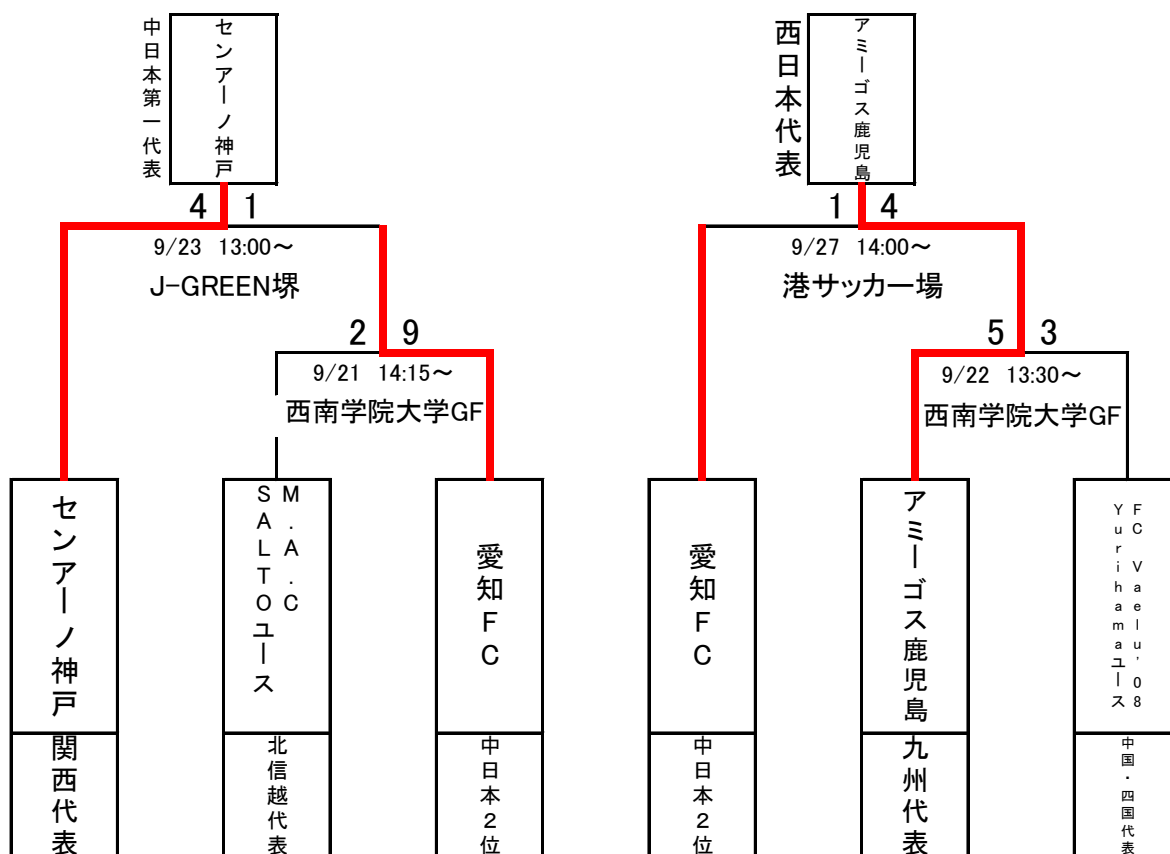 中日本第一代表
センアーノ神戸
4 1
9/23 13:00～
J-GREEN堺
2 9
9/21 14:15～
西南学院大学GF
センアーノ神戸
関西代表
M.A.C
SALTOユース
北信越代表
愛知FC
中日本2位
西日本代表
アミーゴス鹿児島
1 4
9/27 14:00～
港サッカー場
5 3
9/22 13:30～
西南学院大学GF
愛知FC
中日本2位
アミーゴス鹿児島
九州代表
FC Vaelu'08
Yurihamaユース
中国・四国代表